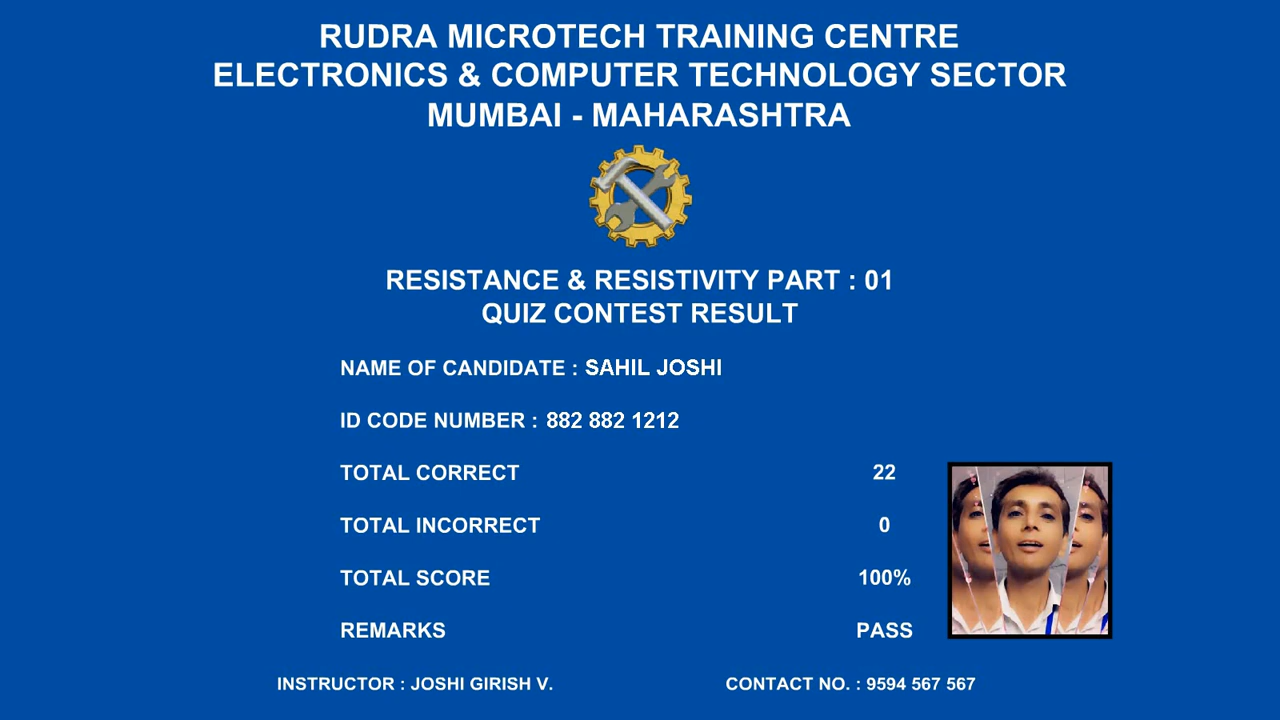 RUDRA MICROTECH TRAINING CENTRE
ELECTRONICS & COMPUTER TECHNOLOGY SECTOR
MUMBAI - MAHARASHTRA
RESISTANCE & RESISTIVITY PART : 01
QUIZ CONTEST RESULT
NAME OF CANDIDATE : SAHIL JOSHI
ID CODE NUMBER : 882 882 1212
TOTAL CORRECT 22
TOTAL INCORRECT 0
TOTAL SCORE 100%
REMARKS PASS
INSTRUCTOR : JOSHI GIRISH V. CONTACT NO. : 9594 567 567